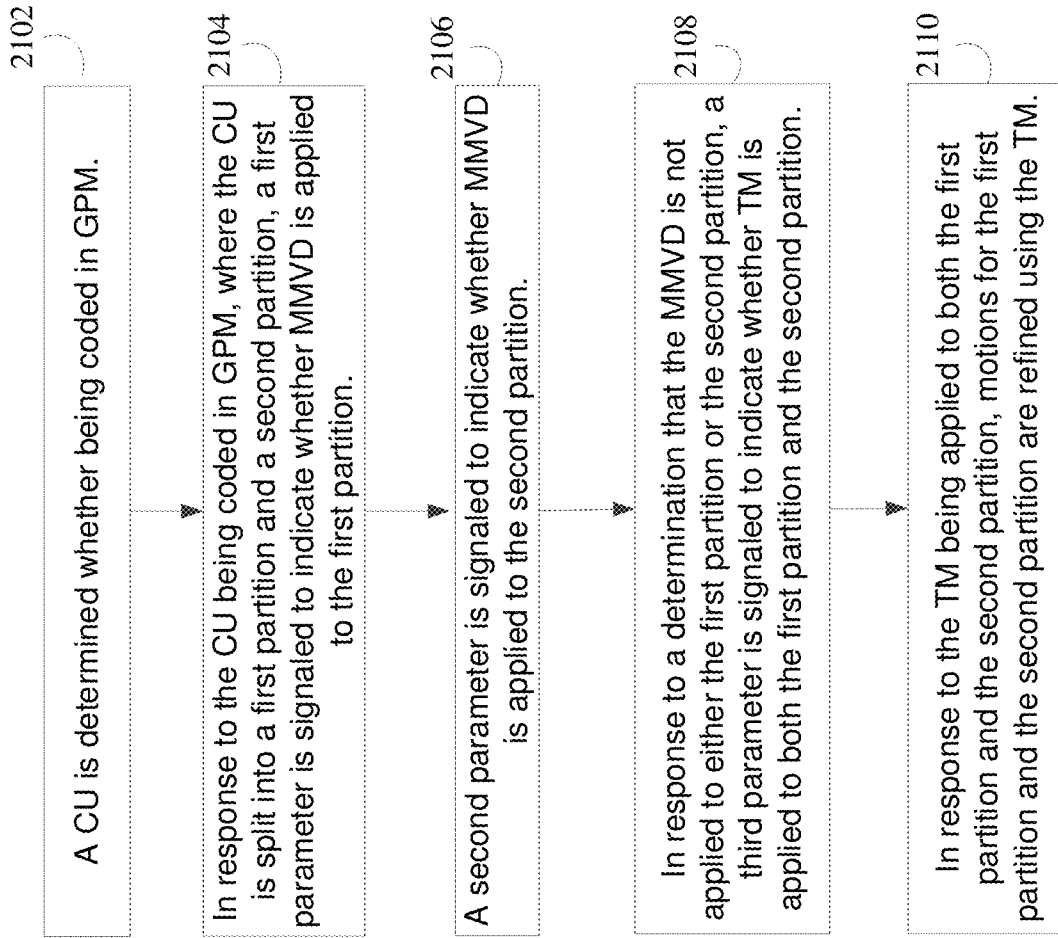 2102
A CU is determined whether being coded in GPM.
2104
In response to the CU being coded in GPM, where the CU
is split into a first partition and a second partition, a first
parameter is signaled to indicate whether MMVD is applied
to the first partition.
2106
A second parameter is signaled to indicate whether MMVD
is applied to the second partition.
2108
In response to a determination that the MMVD is not
applied to either the first partition or the second partition, a
third parameter is signaled to indicate whether TM is
applied to both the first partition and the second partition.
2110
In response to the TM being applied to both the first
partition and the second partition, motions for the first
partition and the second partition are refined using the TM.